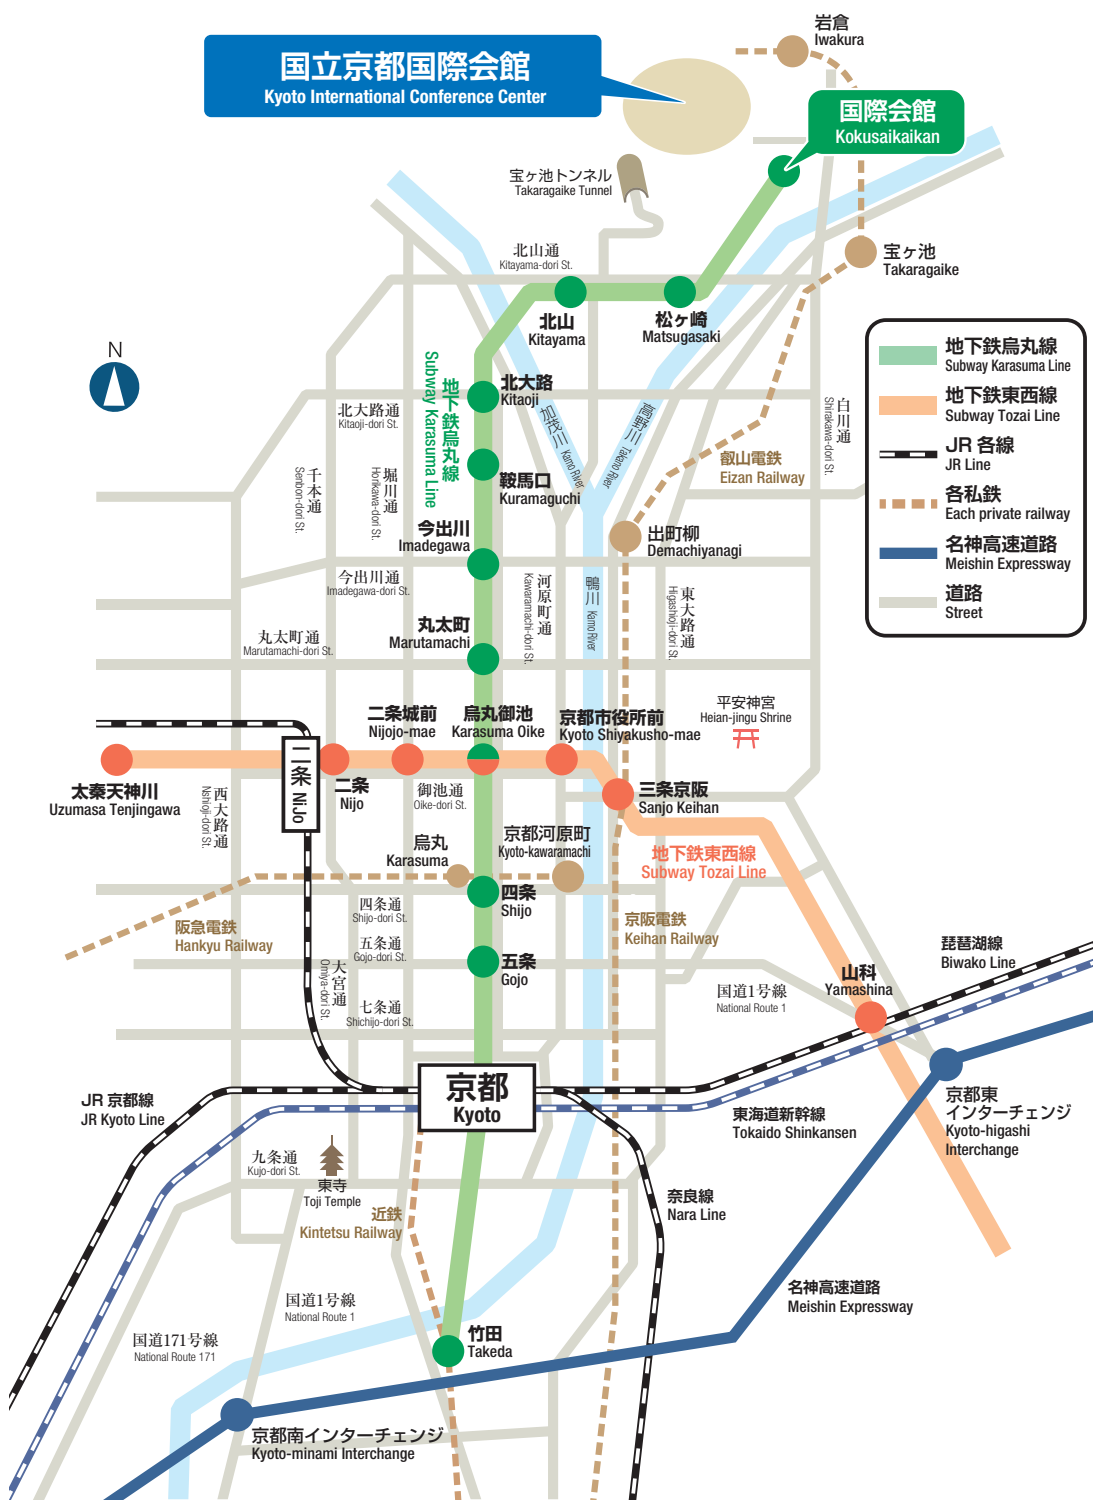 岩倉
Iwakura
国立京都国際会館
Kyoto International Conference Center
国際会館
Kokusaikaikan
宝ヶ池トンネル
Takaragaike Tunnel
北山通
Kitayama-dori St.
宝ヶ池
Takaragaike
北山
Kitayama
松ヶ崎
Matsugasaki
N
地下鉄烏丸線
Subway Karasuma Line
地下鉄東西線
Subway Tozai Line
JR 各線
JR Line
各私鉄
Each private railway
名神高速道路
Meishin Expressway
道路
Street
地下鉄烏丸線
Subway Karasuma Line
北大路
Kitaoji
北大路通
Kitaoji-dori St.
加茂川
Kamo River
高野川
Takano River
白川通
Shirakawa-dori St.
千本通
Senbon-dori St.
堀川通
Horikawa-dori St.
鞍馬口
Kuramaguchi
叡山電鉄
Eizan Railway
今出川
Imadegawa
出町柳
Demachiyanagi
今出川通
Imadegawa-dori St.
河原町通
Kawaramachi-dori St.
鴨川
Kamo River
東大路通
Higashioji-dori St.
丸太町
Marutamachi
丸太町通
Marutamachi-dori St.
平安神宮
Heian-jingu Shrine
二条城前
Nijojo-mae
烏丸御池
Karasuma Oike
京都市役所前
Kyoto Shiyakusho-mae
二条
NiJo
太秦天神川
Uzumasa Tenjingawa
二条
Nijo
御池通
Oike-dori St.
三条京阪
Sanjo Keihan
西大路通
Nshioji-dori St.
烏丸
Karasuma
京都河原町
Kyoto-kawaramachi
地下鉄東西線
Subway Tozai Line
四条
Shijo
四条通
Shijo-dori St.
阪急電鉄
Hankyu Railway
京阪電鉄
Keihan Railway
五条通
Gojo-dori St.
五条
Gojo
琵琶湖線
Biwako Line
山科
Yamashina
大宮通
Omiya-dori St.
国道1号線
National Route 1
七条通
Shichijo-dori St.
京都
Kyoto
JR 京都線
JR Kyoto Line
東海道新幹線
Tokaido Shinkansen
京都東
インターチェンジ
Kyoto-higashi
Interchange
九条通
Kujo-dori St.
東寺
Toji Temple
近鉄
Kintetsu Railway
奈良線
Nara Line
国道1号線
National Route 1
名神高速道路
Meishin Expressway
国道171号線
National Route 171
竹田
Takeda
京都南インターチェンジ
Kyoto-minami Interchange